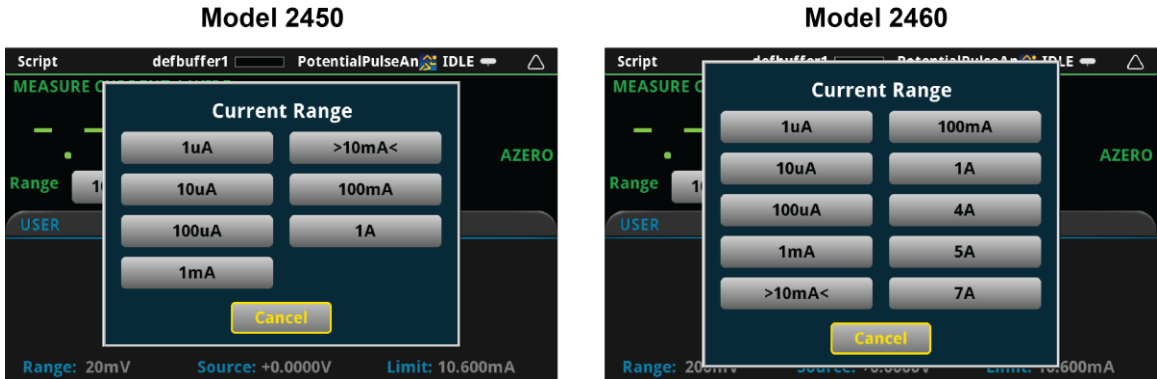 Model 2450
Script defbuffer1 PotentialPulseAn IDLE
MEASURE
Current Range
1uA >10mA<
10uA 100mA
100uA 1A
1mA
Cancel
AZERO
Range
USER
Range: 20mV Source: +0.0000V Limit: 10.600mA
Model 2460
Script
MEASURE
Current Range
1uA 100mA
10uA 1A
100uA 4A
1mA 5A
>10mA< 7A
Cancel
AZERO
Range
USER
Range: